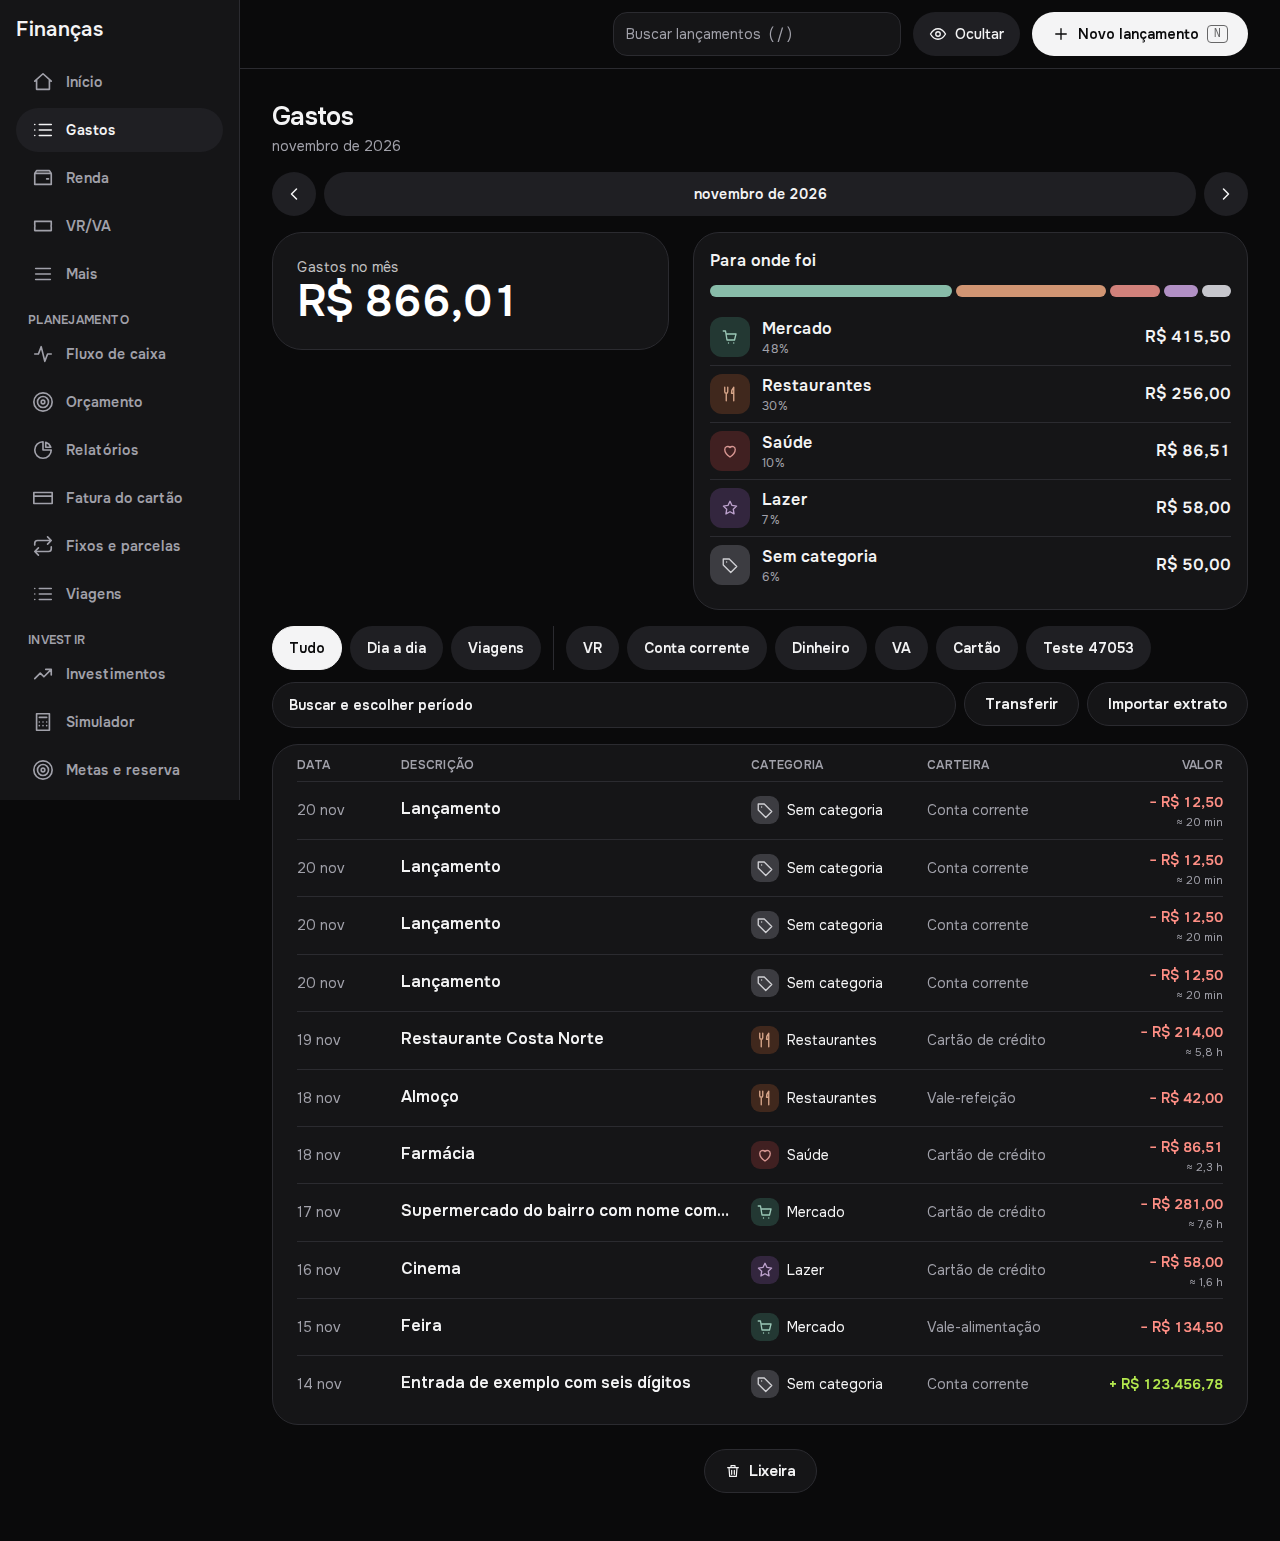 Finanças
Buscar lançamentos ( / )
Ocultar
Novo lançamento N
Início
Gastos
Renda
VR/VA
Mais
PLANEJAMENTO
Fluxo de caixa
Orçamento
Relatórios
Fatura do cartão
Fixos e parcelas
Viagens
INVESTIR
Investimentos
Simulador
Metas e reserva
Gastos
novembro de 2026
novembro de 2026
Gastos no mês
R$ 866,01
Para onde foi
Mercado R$ 415,50
48%
Restaurantes R$ 256,00
30%
Saúde R$ 86,51
10%
Lazer R$ 58,00
7%
Sem categoria R$ 50,00
6%
Tudo Dia a dia Viagens VR Conta corrente Dinheiro VA Cartão Teste 47053
Buscar e escolher período Transferir Importar extrato
DATA DESCRIÇÃO CATEGORIA CARTEIRA VALOR
20 nov Lançamento Sem categoria Conta corrente − R$ 12,50
≈ 20 min
20 nov Lançamento Sem categoria Conta corrente − R$ 12,50
≈ 20 min
20 nov Lançamento Sem categoria Conta corrente − R$ 12,50
≈ 20 min
20 nov Lançamento Sem categoria Conta corrente − R$ 12,50
≈ 20 min
19 nov Restaurante Costa Norte Restaurantes Cartão de crédito − R$ 214,00
≈ 5,8 h
18 nov Almoço Restaurantes Vale-refeição − R$ 42,00
18 nov Farmácia Saúde Cartão de crédito − R$ 86,51
≈ 2,3 h
17 nov Supermercado do bairro com nome com... Mercado Cartão de crédito − R$ 281,00
≈ 7,6 h
16 nov Cinema Lazer Cartão de crédito − R$ 58,00
≈ 1,6 h
15 nov Feira Mercado Vale-alimentação − R$ 134,50
14 nov Entrada de exemplo com seis dígitos Sem categoria Conta corrente + R$ 123.456,78
Lixeira